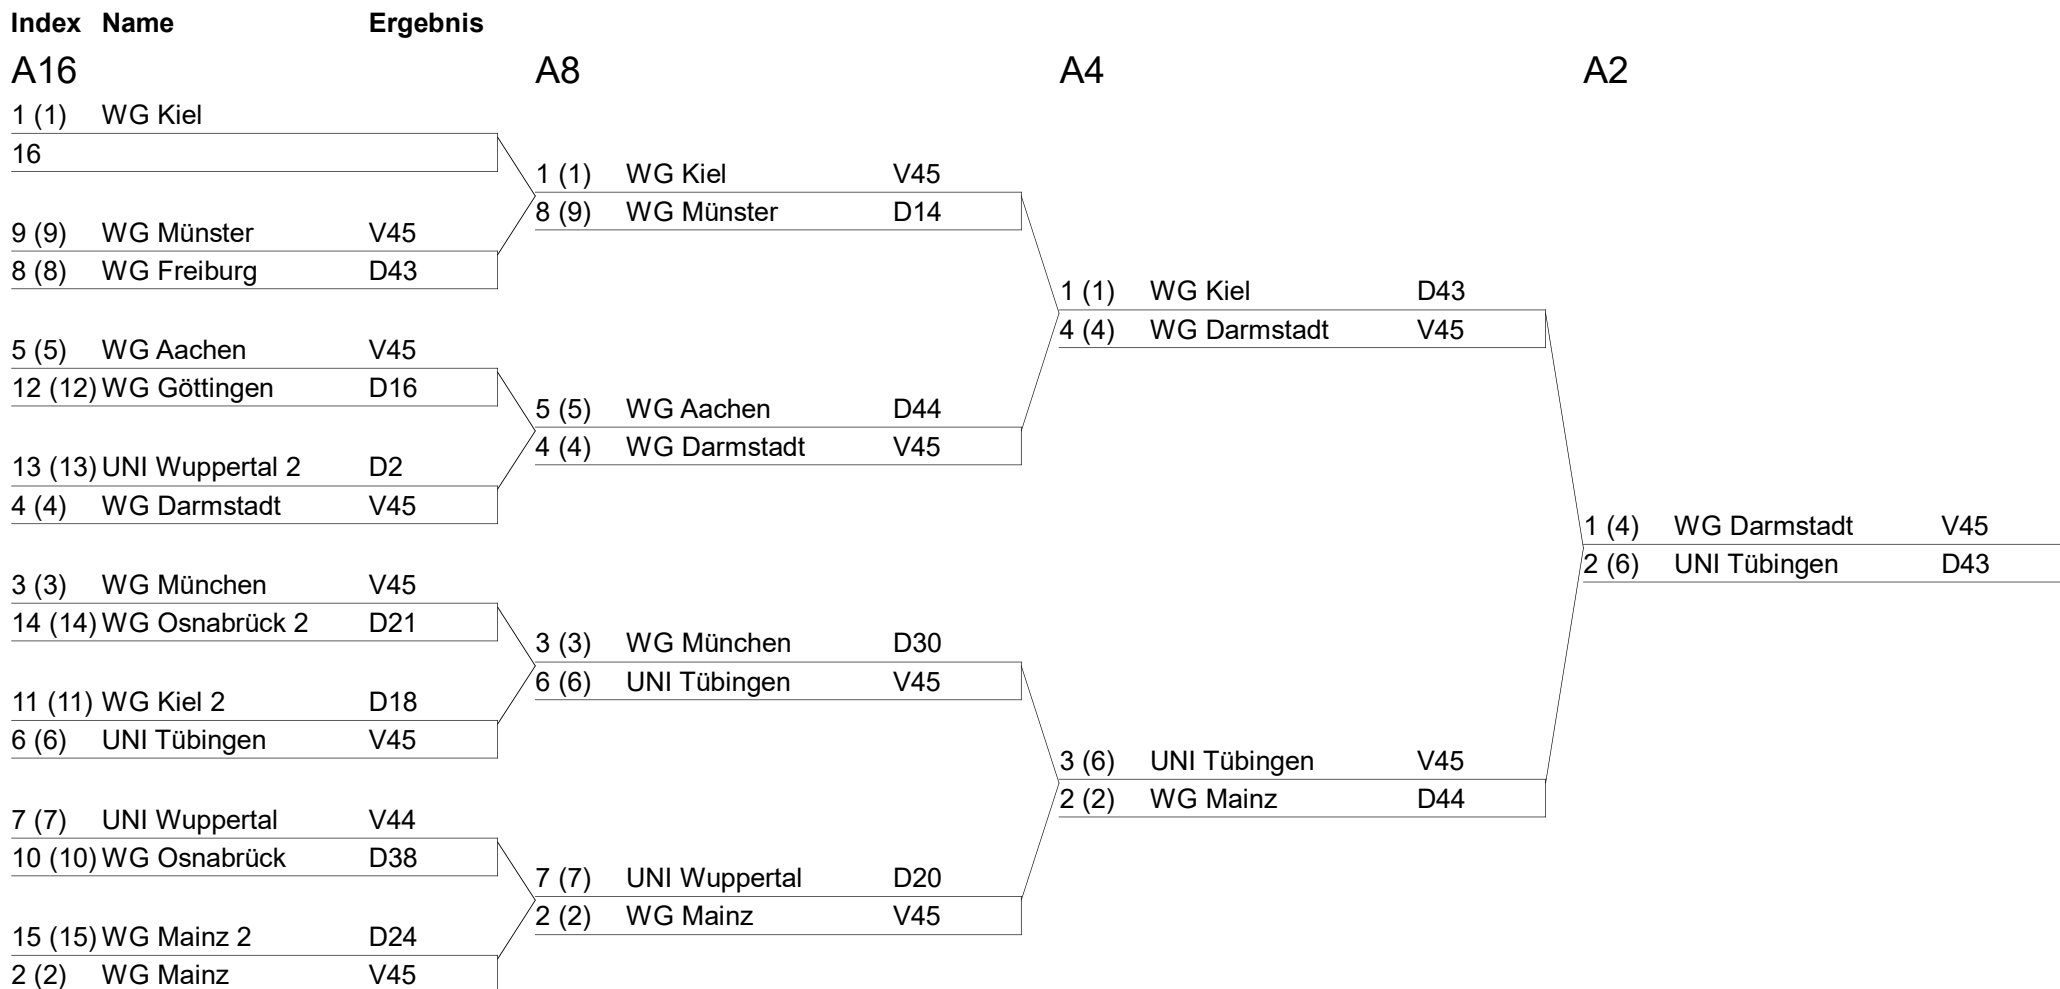 Index Name Ergebnis
A16 A8 A4 A2
1 (1) WG Kiel
16
1 (1) WG Kiel V45
8 (9) WG Münster D14
9 (9) WG Münster V45
8 (8) WG Freiburg D43
1 (1) WG Kiel D43
4 (4) WG Darmstadt V45
5 (5) WG Aachen V45
12 (12) WG Göttingen D16
5 (5) WG Aachen D44
4 (4) WG Darmstadt V45
13 (13) UNI Wuppertal 2 D2
4 (4) WG Darmstadt V45
1 (4) WG Darmstadt V45
2 (6) UNI Tübingen D43
3 (3) WG München V45
14 (14) WG Osnabrück 2 D21
3 (3) WG München D30
6 (6) UNI Tübingen V45
11 (11) WG Kiel 2 D18
6 (6) UNI Tübingen V45
3 (6) UNI Tübingen V45
2 (2) WG Mainz D44
7 (7) UNI Wuppertal V44
10 (10) WG Osnabrück D38
7 (7) UNI Wuppertal D20
2 (2) WG Mainz V45
15 (15) WG Mainz 2 D24
2 (2) WG Mainz V45